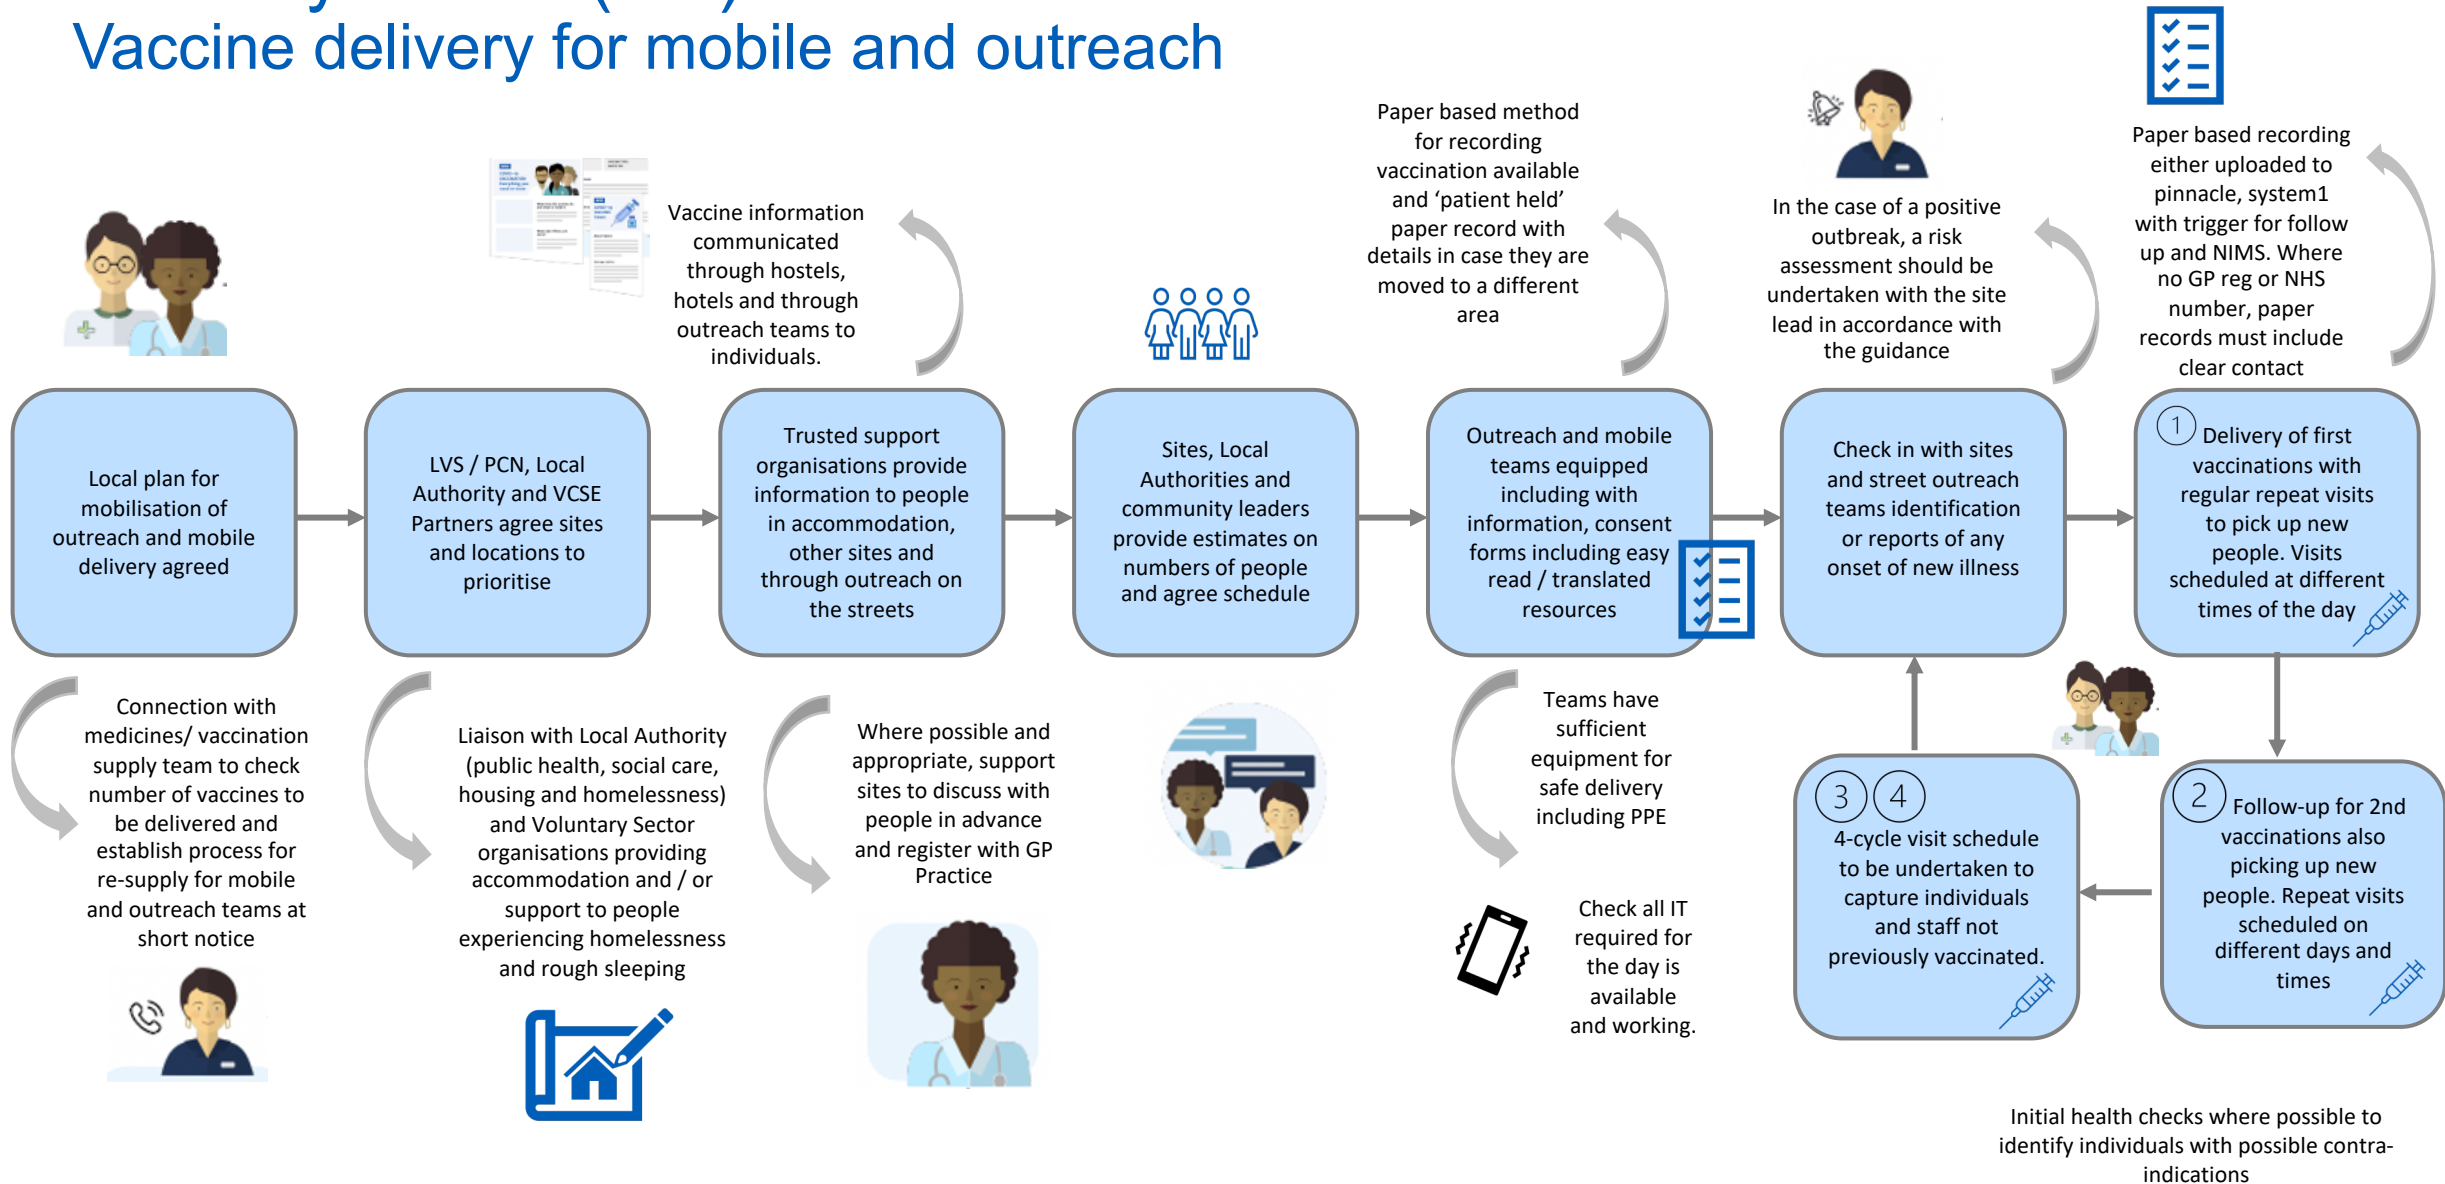 Vaccine delivery for mobile and outreach
Vaccine information
communicated
through hostels,
hotels and through
outreach teams to
individuals.
Paper based method
for recording
vaccination available
and ‘patient held’
paper record with
details in case they are
moved to a different
area
In the case of a positive
outbreak, a risk
assessment should be
undertaken with the site
lead in accordance with
the guidance
Paper based recording
either uploaded to
pinnacle, system1
with trigger for follow
up and NIMS. Where
no GP reg or NHS
number, paper
records must include
clear contact
Local plan for
mobilisation of
outreach and mobile
delivery agreed
LVS / PCN, Local
Authority and VCSE
Partners agree sites
and locations to
prioritise
Trusted support
organisations provide
information to people
in accommodation,
other sites and
through outreach on
the streets
Sites, Local
Authorities and
community leaders
provide estimates on
numbers of people
and agree schedule
Outreach and mobile
teams equipped
including with
information, consent
forms including easy
read / translated
resources
Check in with sites
and street outreach
teams identification
or reports of any
onset of new illness
1
Delivery of first
vaccinations with
regular repeat visits
to pick up new
people. Visits
scheduled at different
times of the day
Connection with
medicines/ vaccination
supply team to check
number of vaccines to
be delivered and
establish process for
re-supply for mobile
and outreach teams at
short notice
Liaison with Local Authority
(public health, social care,
housing and homelessness)
and Voluntary Sector
organisations providing
accommodation and / or
support to people
experiencing homelessness
and rough sleeping
Where possible and
appropriate, support
sites to discuss with
people in advance
and register with GP
Practice
Teams have
sufficient
equipment for
safe delivery
including PPE
Check all IT
required for
the day is
available
and working.
3 4
4-cycle visit schedule
to be undertaken to
capture individuals
and staff not
previously vaccinated.
2
Follow-up for 2nd
vaccinations also
picking up new
people. Repeat visits
scheduled on
different days and
times
Initial health checks where possible to
identify individuals with possible contra-
indications